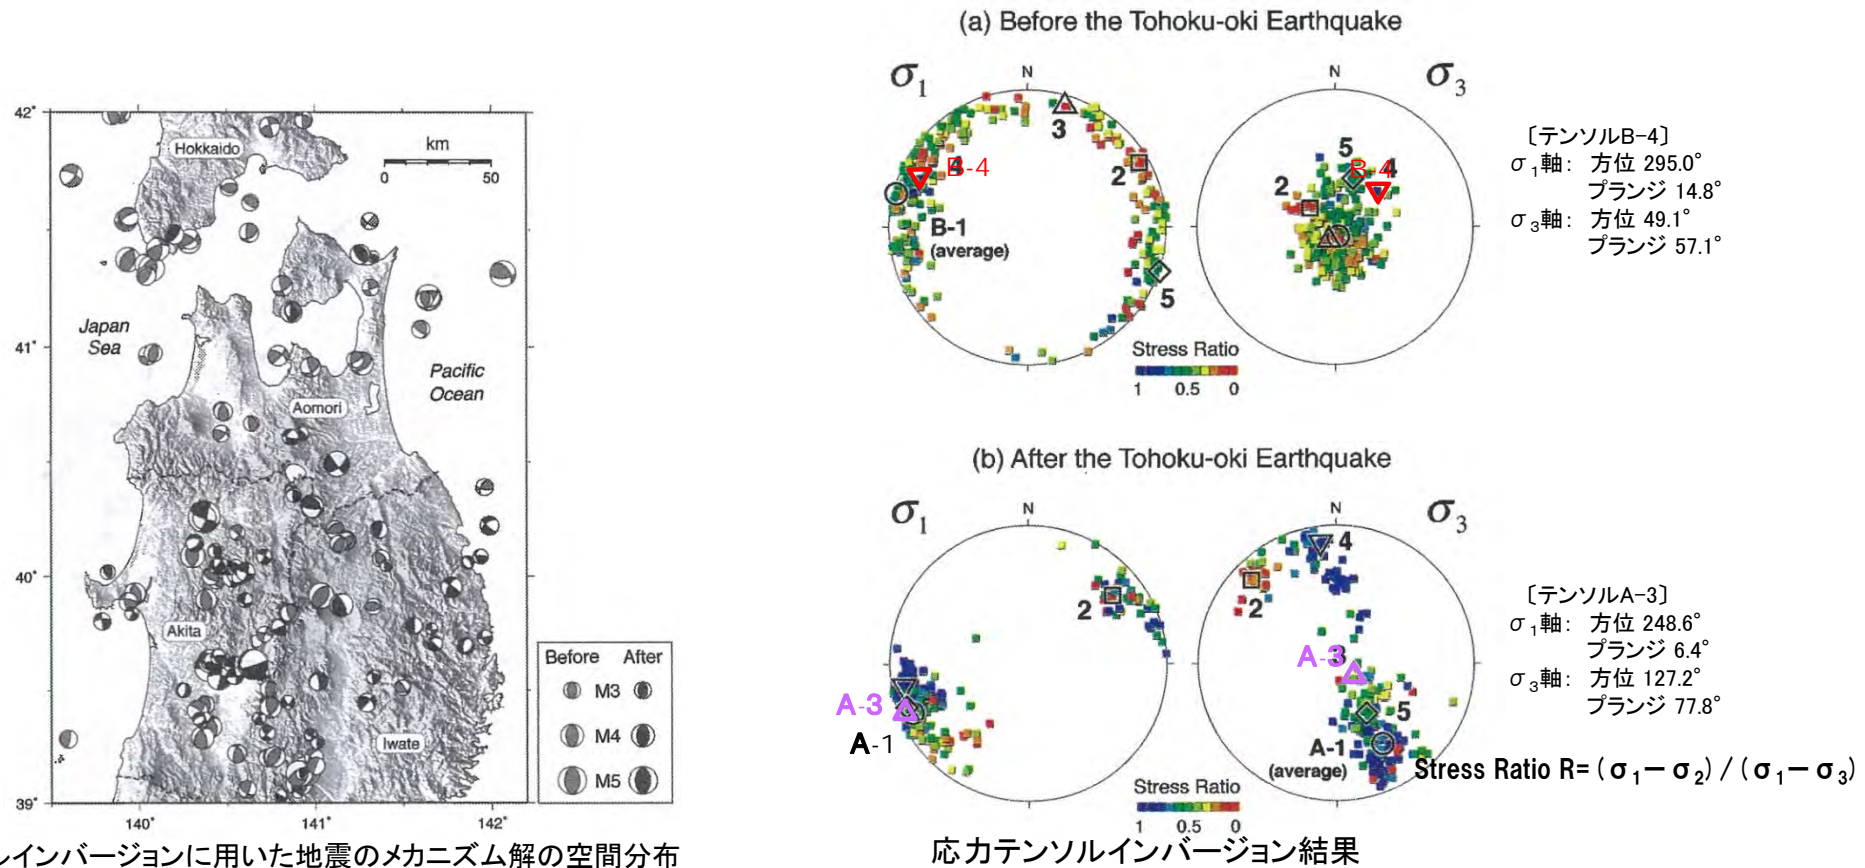 42°
41°
40°
39°
140°
141°
142°
km
0
50
Hokkaido
Japan
Sea
Pacific
Ocean
Aomori
Akita
Iwate
Before After
M3
M4
M5
ンインバージョンに用いた地震のメカニズム解の空間分布
(a) Before the Tohoku-oki Earthquake
σ1
N
3
B-4
2
B-1
(average)
5
Stress Ratio
1 0.5 0
N
σ3
5
B-4
4
2
〔テンソルB-4〕
σ1軸: 方位 295.0°
プランジ 14.8°
σ3軸: 方位 49.1°
プランジ 57.1°
(b) After the Tohoku-oki Earthquake
σ1
N
2
A-3
A-1
Stress Ratio
1 0.5 0
N
σ3
4
2
3
A-3
5
A-1
(average)
〔テンソルA-3〕
σ1軸: 方位 248.6°
プランジ 6.4°
σ3軸: 方位 127.2°
プランジ 77.8°
Stress Ratio R=(σ1-σ2)/(σ1-σ3)
応力テンソルインバージョン結果